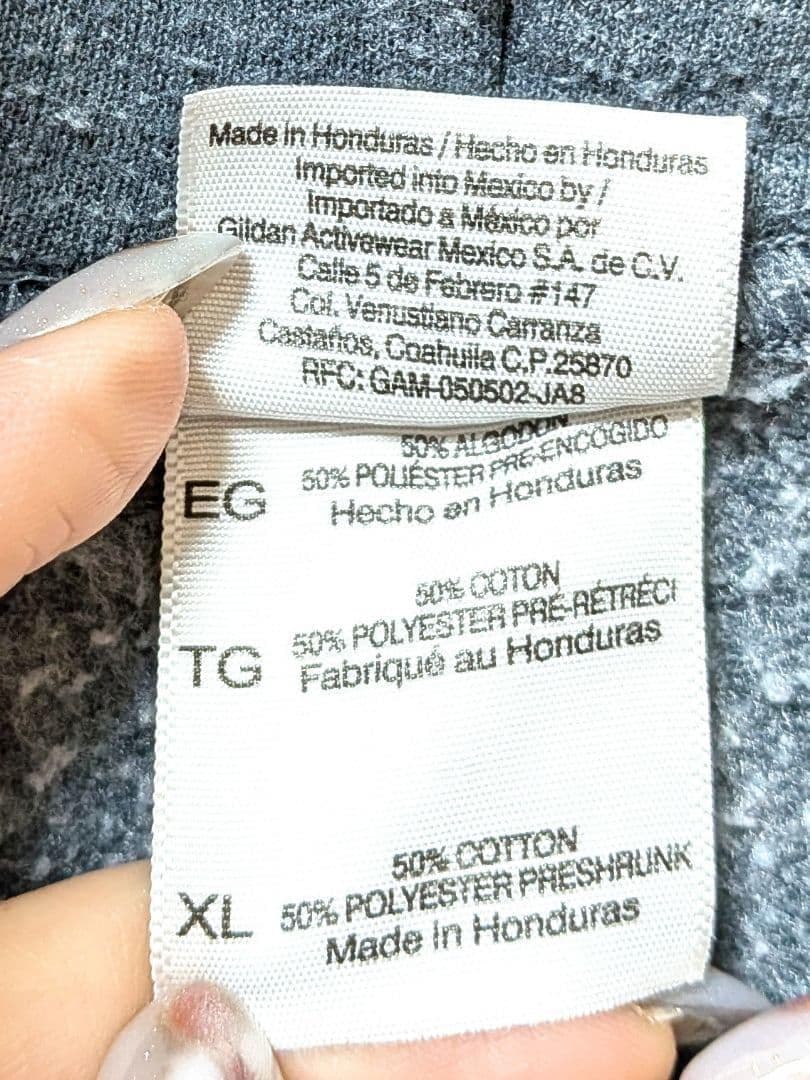 Made in Honduras / Hecho en Honduras
Imported into Mexico by /
Importado a México por
Gildan Activewear Mexico S.A. de C.V.
Calle 5 de Febrero #147
Col. Venustiano Carranza
Castaños, Coahuila C.P.25870
RFC: GAM-050502-JA8
50% ALGODÓN
50% POLIÉSTER PRE-ENCOGIDO
EG Hecho en Honduras
50% COTON
50% POLYESTER PRÉ-RÉTRÉCI
TG Fabriqué au Honduras
50% COTTON
50% POLYESTER PRESHRUNK
XL Made in Honduras